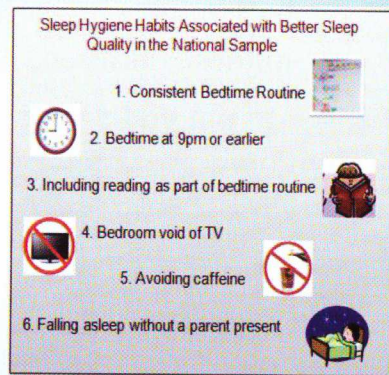 Sleep Hygiene Habits Associated with Better Sleep
Quality in the National Sample
1. Consistent Bedtime Routine
2. Bedtime at 9pm or earlier
3. Including reading as part of bedtime routine
4. Bedroom void of TV
5. Avoiding caffeine
6. Falling asleep without a parent present